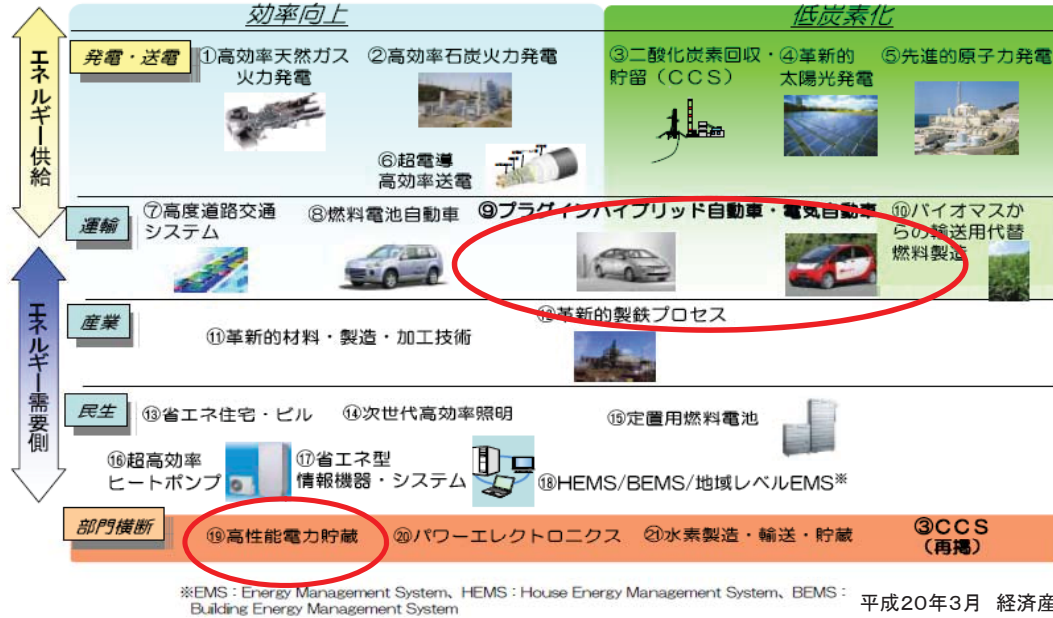 効率向上
低炭素化
エネルギー供給
発電・送電
①高効率天然ガス
火力発電
②高効率石炭火力発電
③二酸化炭素回収・
貯留(CCS)
④革新的
太陽光発電
⑤先進的原子力発電
⑥超電導
高効率送電
運輸
⑦高度道路交通
システム
⑧燃料電池自動車
⑨プラグインハイブリッド自動車・電気自動車
⑩バイオマスか
らの輸送用代替
燃料製造
エネルギー需要側
産業
⑪革新的材料・製造・加工技術
⑫革新的製鉄プロセス
民生
⑬省エネ住宅・ビル
⑭次世代高効率照明
⑮定置用燃料電池
⑯超高効率
ヒートポンプ
⑰省エネ型
情報機器・システム
⑱HEMS/BEMS/地域レベルEMS※
部門横断
⑲高性能電力貯蔵
⑳パワーエレクトロニクス
㉑水素製造・輸送・貯蔵
③CCS
(再掲)
※EMS:Energy Management System、HEMS:House Energy Management System、BEMS:
Building Energy Management System
平成20年3月 経済産